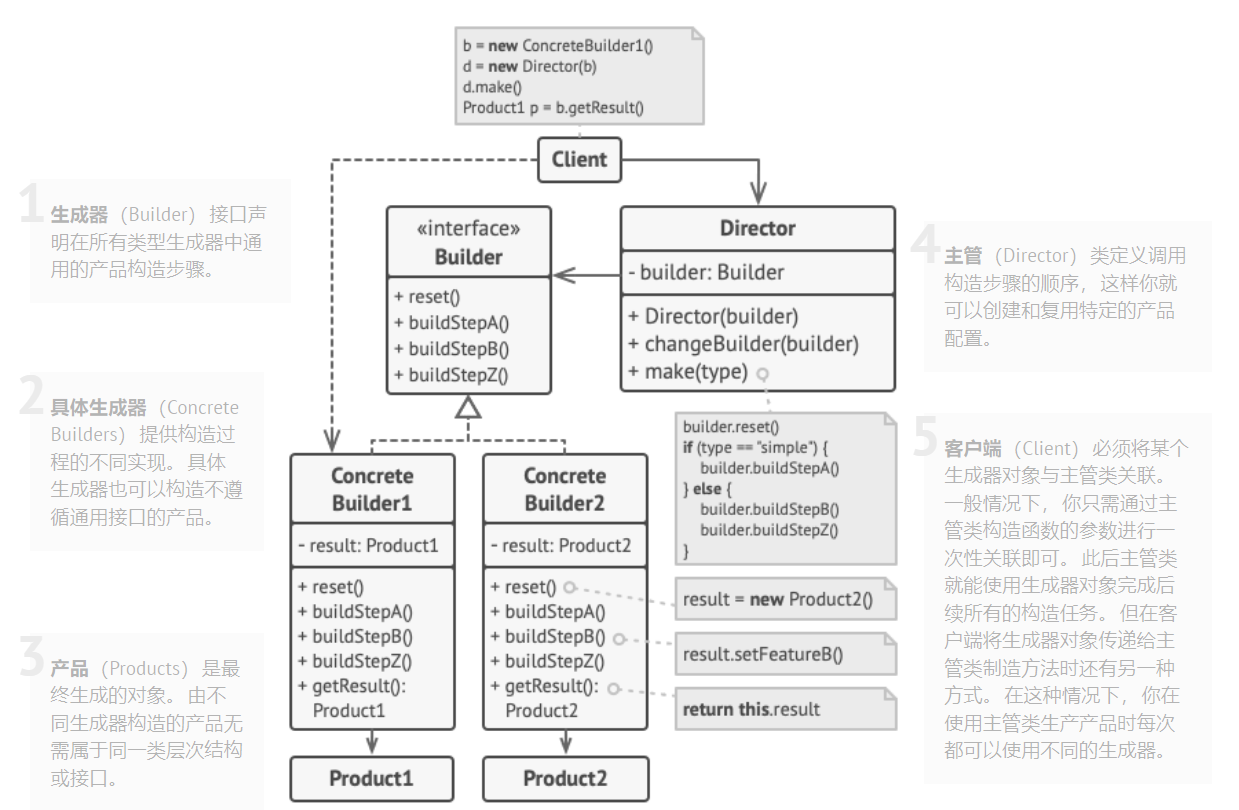 b = new ConcreteBuilder1()
d = new Director(b)
d.make()
Product1 p = b.getResult()
Client
1
生成器（Builder）接口声
明在所有类型生成器中通
用的产品构造步骤。
«interface»
Builder
+ reset()
+ buildStepA()
+ buildStepB()
+ buildStepZ()
Director
- builder: Builder
+ Director(builder)
+ changeBuilder(builder)
+ make(type)
4
主管（Director）类定义调用
构造步骤的顺序，这样你就
可以创建和复用特定的产品
配置。
2
具体生成器（Concrete
Builders）提供构造过
程的不同实现。具体
生成器也可以构造不遵
循通用接口的产品。
builder.reset()
if (type == "simple") {
builder.buildStepA()
} else {
builder.buildStepB()
builder.buildStepZ()
}
Concrete
Builder1
- result: Product1
+ reset()
+ buildStepA()
+ buildStepB()
+ buildStepZ()
+ getResult():
Product1
Concrete
Builder2
- result: Product2
+ reset()
+ buildStepA()
+ buildStepB()
+ buildStepZ()
+ getResult():
Product2
result = new Product2()
result.setFeatureB()
return this.result
5
客户端（Client）必须将某个
生成器对象与主管类关联。
一般情况下，你只需通过主
管类构造函数的参数进行一
次性关联即可。此后主管类
就能使用生成器对象完成后
续所有的构造任务。但在客
户端将生成器对象传递给主
管类制造方法时还有另一种
方式。在这种情况下，你在
使用主管类生产产品时每次
都可以使用不同的生成器。
3
产品（Products）是最
终生成的对象。由不
同生成器构造的产品无
需属于同一类层次结构
或接口。
Product1
Product2